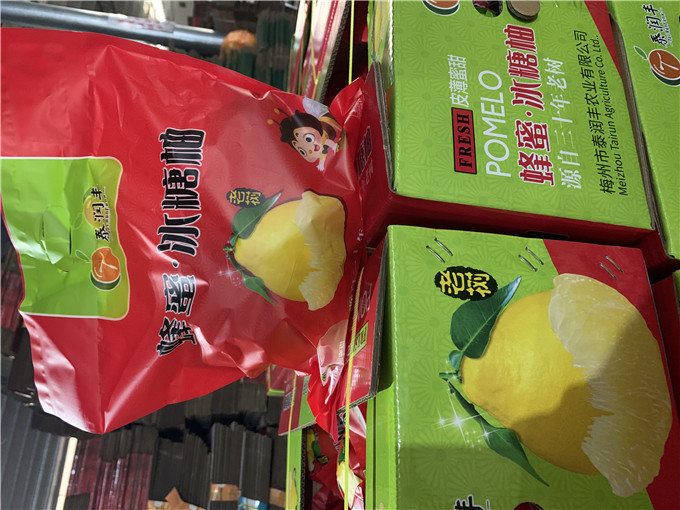 泰润丰
蜂蜜·冰糖柚
老树
FRESH 皮薄蜜甜
POMELO
蜂蜜·冰糖柚
源自三十年老树
梅州市泰润丰农业有限公司
Meizhou Tairun Agriculture Co. Ltd.,
泰润丰
老树